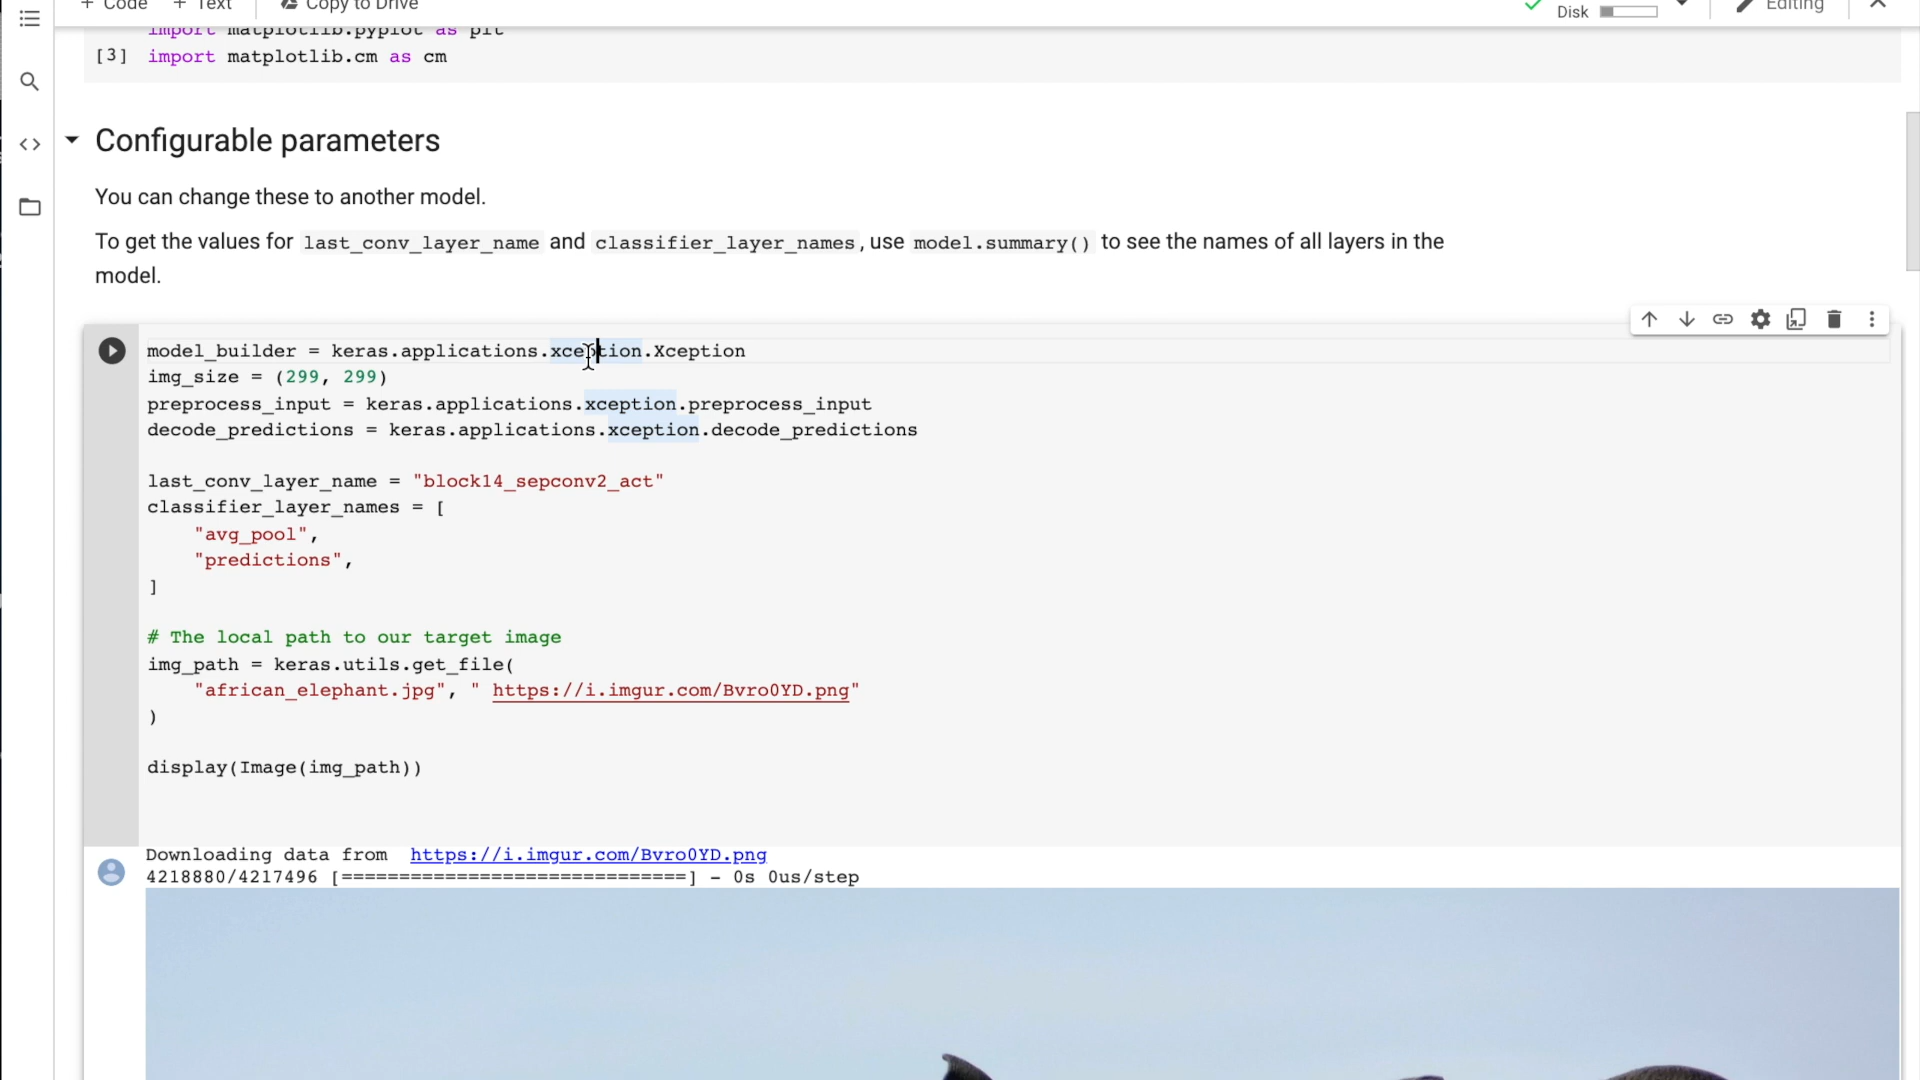 + Code + Text Copy to Drive Disk Editing
import matplotlib.pyplot as plt
[3] import matplotlib.cm as cm
Configurable parameters
You can change these to another model.
To get the values for last_conv_layer_name and classifier_layer_names, use model.summary() to see the names of all layers in the
model.
model_builder = keras.applications.xception.Xception
img_size = (299, 299)
preprocess_input = keras.applications.xception.preprocess_input
decode_predictions = keras.applications.xception.decode_predictions
last_conv_layer_name = "block14_sepconv2_act"
classifier_layer_names = [
"avg_pool",
"predictions",
]
# The local path to our target image
img_path = keras.utils.get_file(
"african_elephant.jpg", " https://i.imgur.com/Bvro0YD.png"
)
display(Image(img_path))
Downloading data from https://i.imgur.com/Bvro0YD.png
4218880/4217496 [==============================] - 0s 0us/step